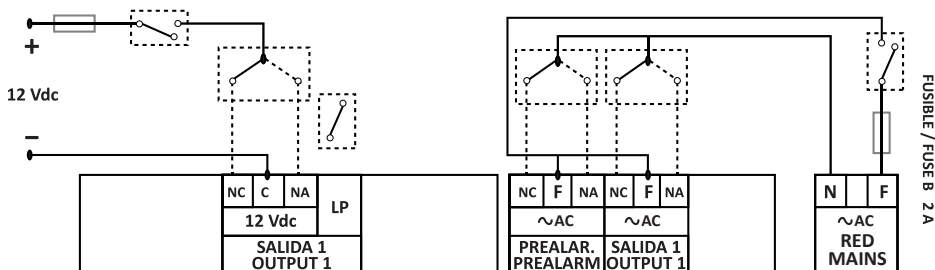 +
12 Vdc
−
NC C NA LP
12 Vdc
SALIDA 1
OUTPUT 1
NC F NA NC F NA
∼AC ∼AC
PREALAR. SALIDA 1
PREALARM OUTPUT 1
N F
∼AC
RED
MAINS
FUSIBLE / FUSE B 2 A